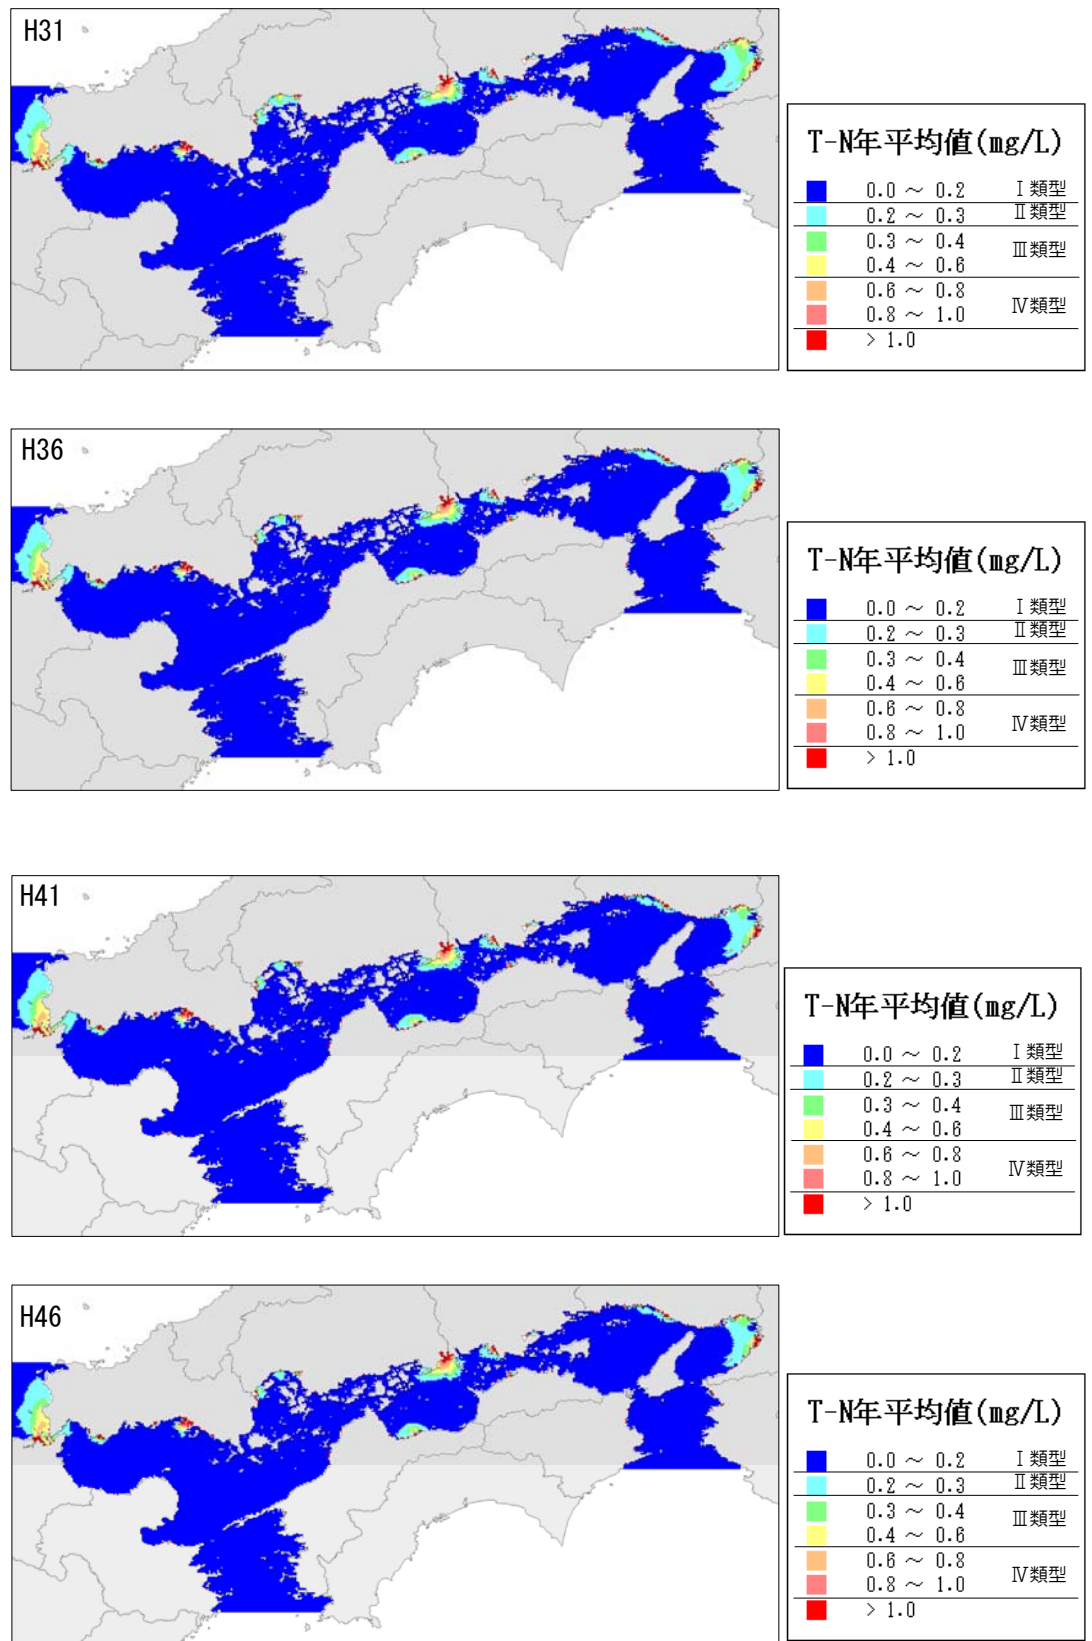 H31
T-N年平均値(mg/L)
0.0 ～ 0.2 Ⅰ類型
0.2 ～ 0.3 Ⅱ類型
0.3 ～ 0.4
Ⅲ類型
0.4 ～ 0.6
0.6 ～ 0.8
Ⅳ類型
0.8 ～ 1.0
> 1.0
H36
T-N年平均値(mg/L)
0.0 ～ 0.2 Ⅰ類型
0.2 ～ 0.3 Ⅱ類型
0.3 ～ 0.4
Ⅲ類型
0.4 ～ 0.6
0.6 ～ 0.8
Ⅳ類型
0.8 ～ 1.0
> 1.0
H41
T-N年平均値(mg/L)
0.0 ～ 0.2 Ⅰ類型
0.2 ～ 0.3 Ⅱ類型
0.3 ～ 0.4
Ⅲ類型
0.4 ～ 0.6
0.6 ～ 0.8
Ⅳ類型
0.8 ～ 1.0
> 1.0
H46
T-N年平均値(mg/L)
0.0 ～ 0.2 Ⅰ類型
0.2 ～ 0.3 Ⅱ類型
0.3 ～ 0.4
Ⅲ類型
0.4 ～ 0.6
0.6 ～ 0.8
Ⅳ類型
0.8 ～ 1.0
> 1.0